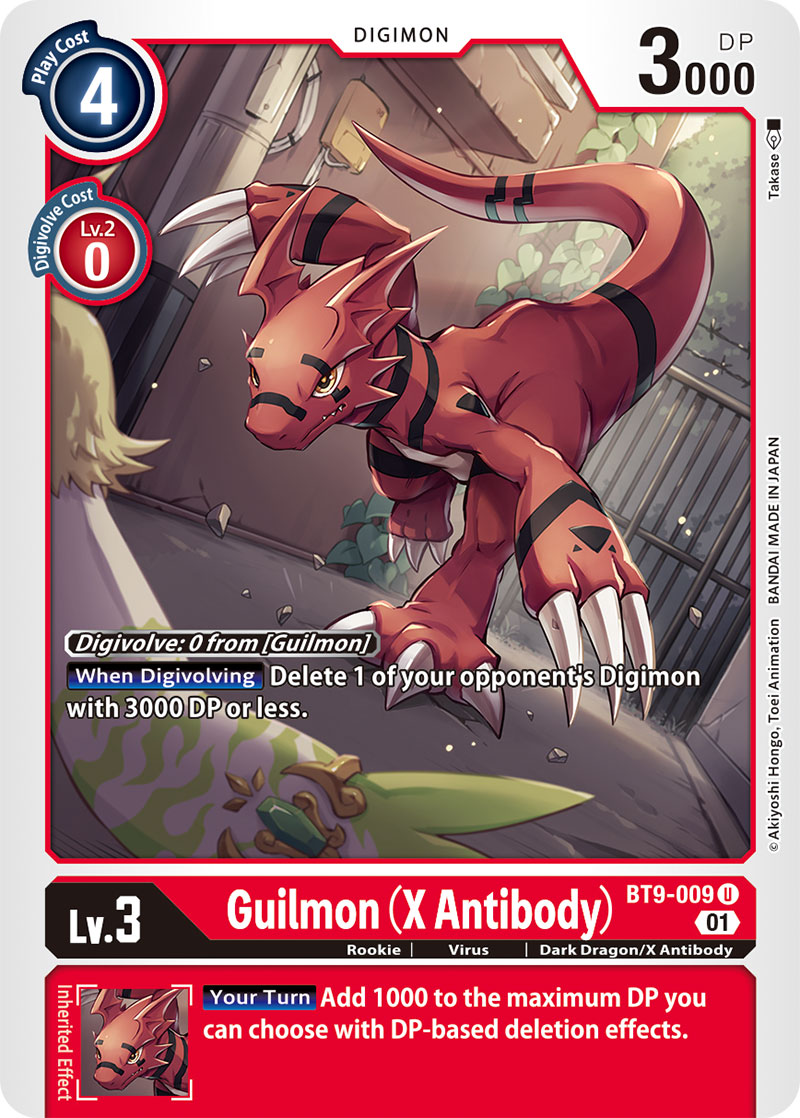 DIGIMON
Play Cost
4
3000
DP
Digivolve Cost
Lv.2
0
Takase
Digivolve: 0 from [Guilmon]
When Digivolving Delete 1 of your opponent's Digimon
with 3000 DP or less.
© Akiyoshi Hongo, Toei Animation BANDAI MADE IN JAPAN
Lv.3
Guilmon (X Antibody)
BT9-009 U
01
Rookie | Virus | Dark Dragon/X Antibody
Inherited Effect
Your Turn Add 1000 to the maximum DP you
can choose with DP-based deletion effects.